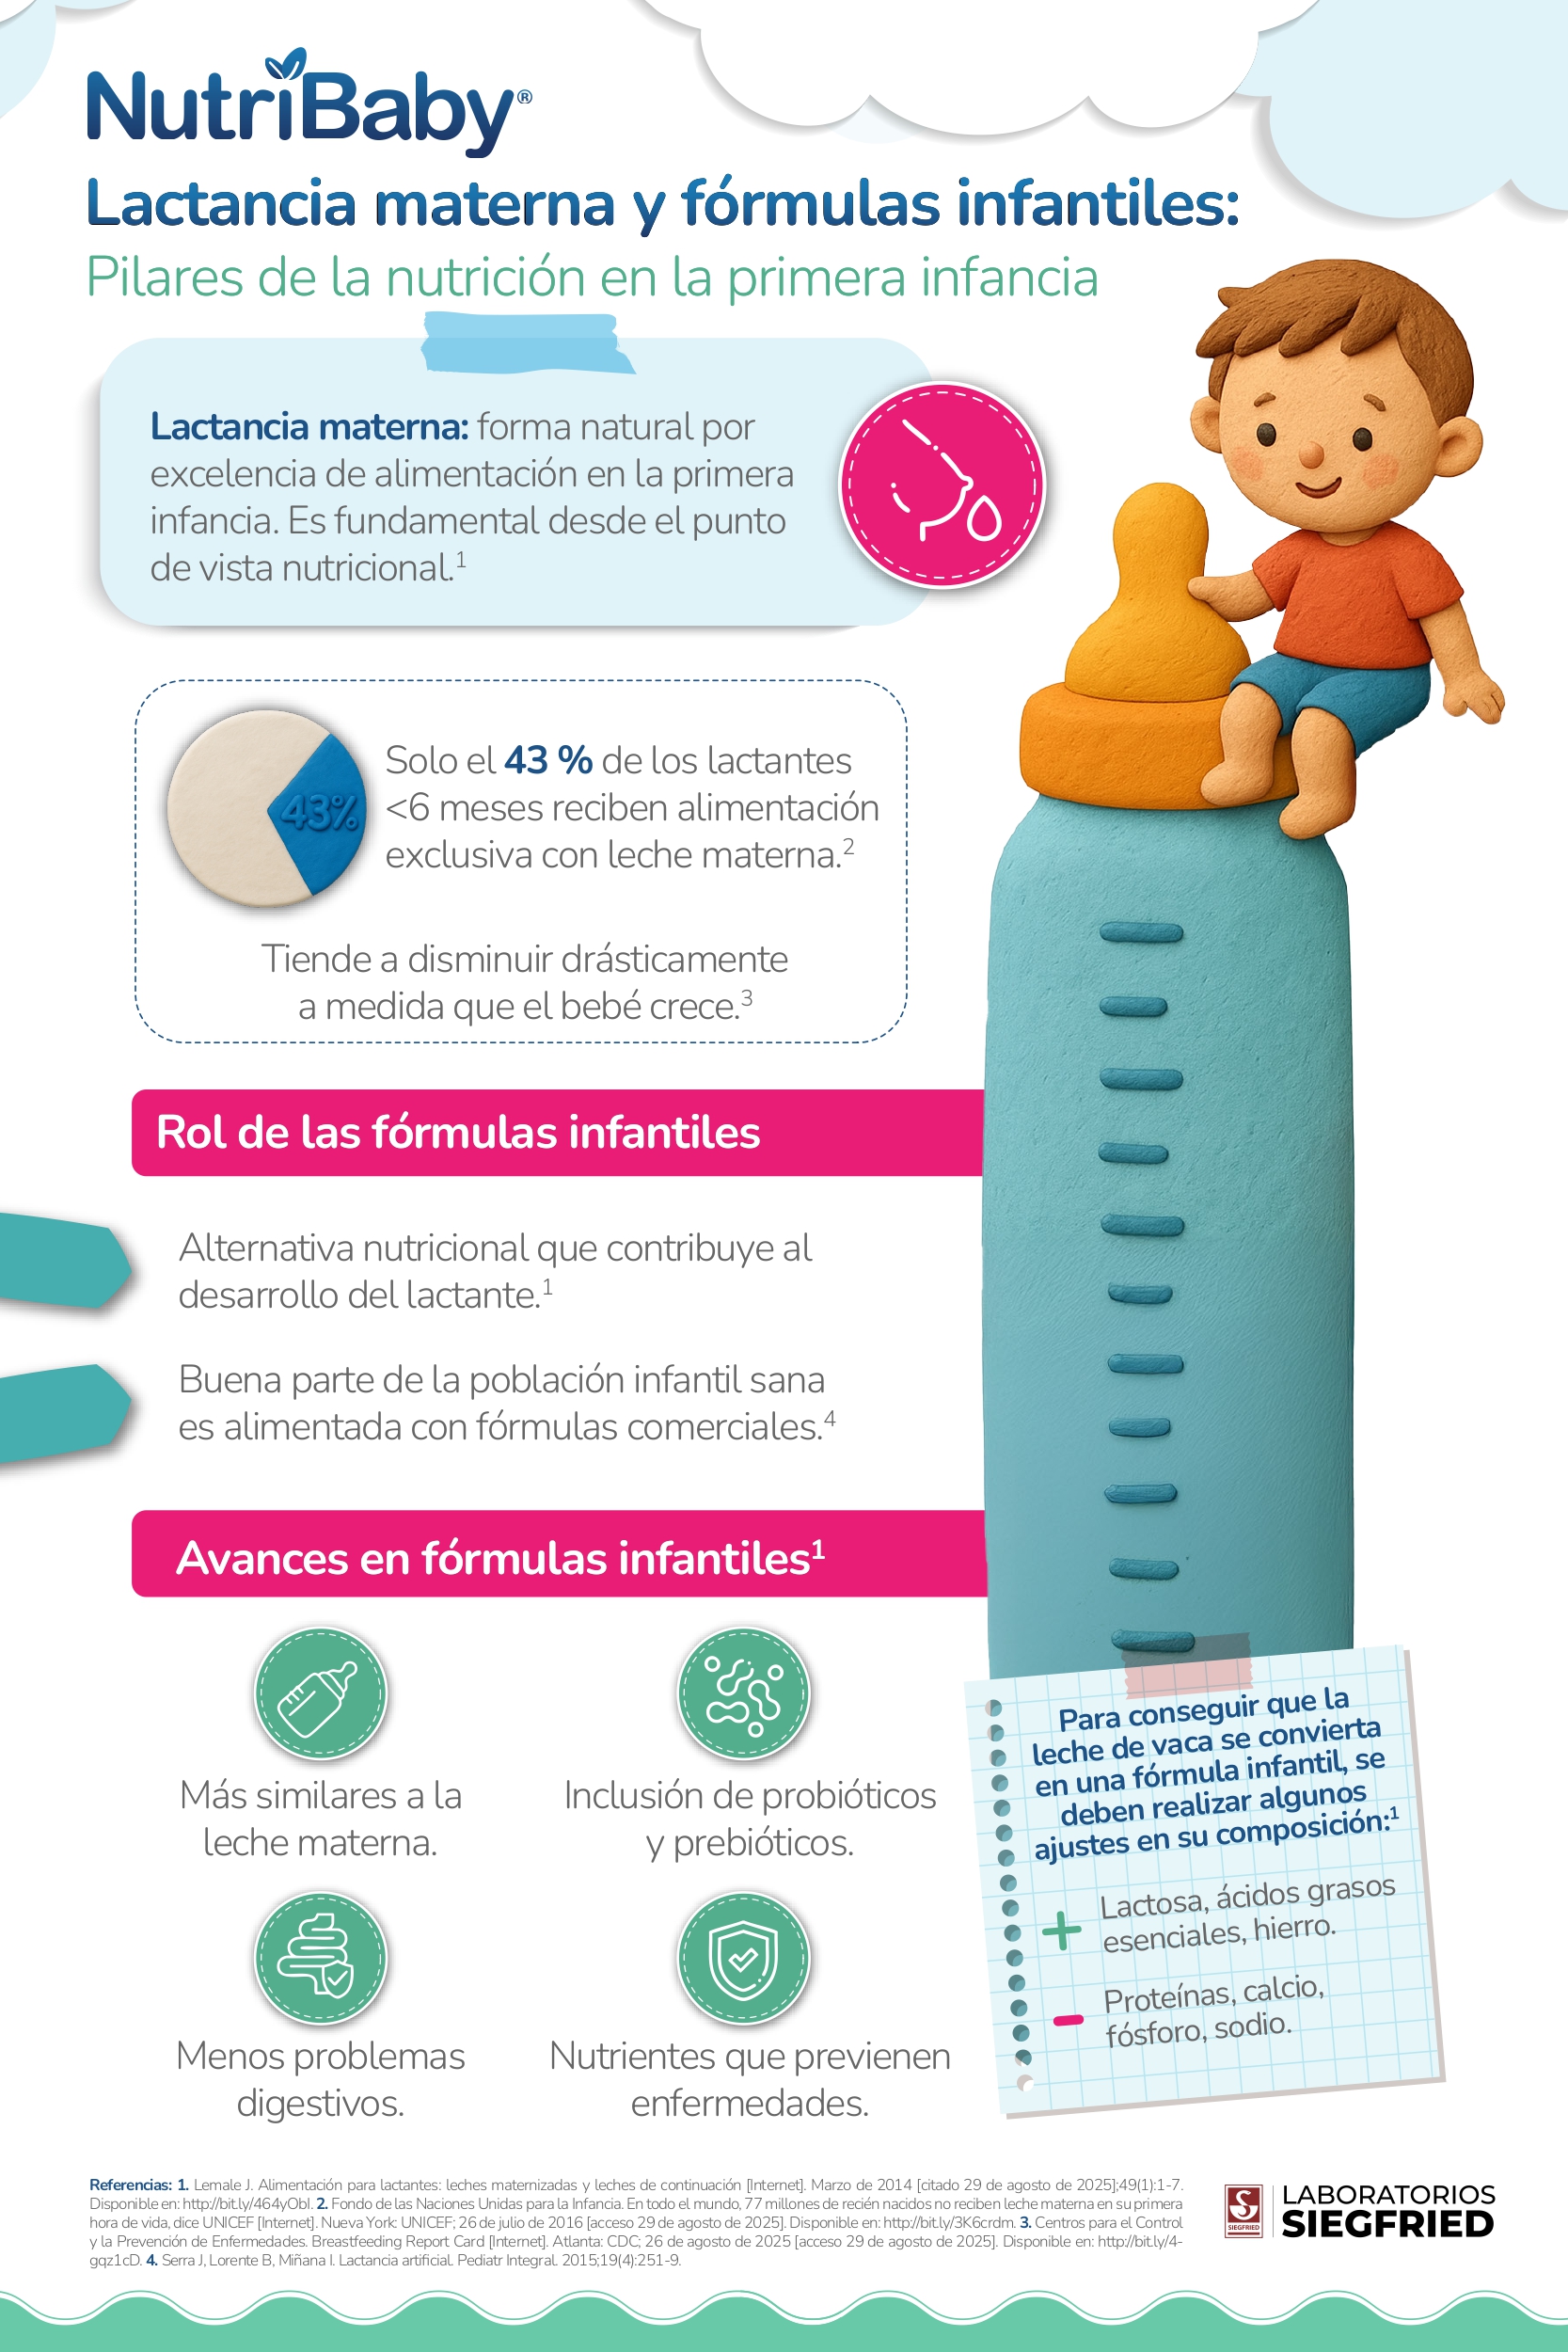 NutriBaby®
Lactancia materna y fórmulas infantiles:
Pilares de la nutrición en la primera infancia
Lactancia materna: forma natural por
excelencia de alimentación en la primera
infancia. Es fundamental desde el punto
de vista nutricional.1
43%
Solo el 43 % de los lactantes
<6 meses reciben alimentación
exclusiva con leche materna.2
Tiende a disminuir drásticamente
a medida que el bebé crece.3
Rol de las fórmulas infantiles
Alternativa nutricional que contribuye al
desarrollo del lactante.1
Buena parte de la población infantil sana
es alimentada con fórmulas comerciales.4
Avances en fórmulas infantiles1
Más similares a la
leche materna.
Inclusión de probióticos
y prebióticos.
Menos problemas
digestivos.
Nutrientes que previenen
enfermedades.
Para conseguir que la
leche de vaca se convierta
en una fórmula infantil, se
deben realizar algunos
ajustes en su composición:1
+ Lactosa, ácidos grasos
esenciales, hierro.
- Proteínas, calcio,
fósforo, sodio.
Referencias: 1. Lemale J. Alimentación para lactantes: leches maternizadas y leches de continuación [Internet]. Marzo de 2014 [citado 29 de agosto de 2025];49(1):1-7.
Disponible en: http://bit.ly/464yObl. 2. Fondo de las Naciones Unidas para la Infancia. En todo el mundo, 77 millones de recién nacidos no reciben leche materna en su primera
hora de vida, dice UNICEF [Internet]. Nueva York: UNICEF; 26 de julio de 2016 [acceso 29 de agosto de 2025]. Disponible en: http://bit.ly/3K6crdm. 3. Centros para el Control
y la Prevención de Enfermedades. Breastfeeding Report Card [Internet]. Atlanta: CDC; 26 de agosto de 2025 [acceso 29 de agosto de 2025]. Disponible en: http://bit.ly/4-
gqz1cD. 4. Serra J, Lorente B, Miñana I. Lactancia artificial. Pediatr Integral. 2015;19(4):251-9.
SIEGFRIED
LABORATORIOS
SIEGFRIED